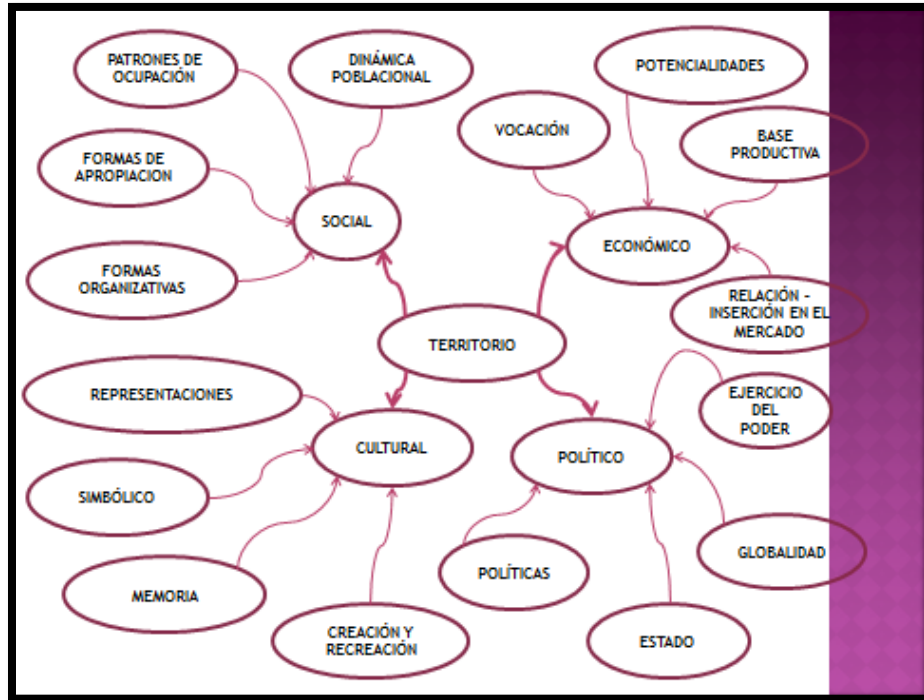 PATRONES DE
OCUPACIÓN
DINÁMICA
POBLACIONAL
POTENCIALIDADES
VOCACIÓN
BASE
PRODUCTIVA
FORMAS DE
APROPIACION
SOCIAL
ECONÓMICO
FORMAS
ORGANIZATIVAS
RELACIÓN –
INSERCIÓN EN EL
MERCADO
TERRITORIO
REPRESENTACIONES
EJERCICIO
DEL
PODER
CULTURAL
POLÍTICO
SIMBÓLICO
GLOBALIDAD
POLÍTICAS
MEMORIA
CREACIÓN Y
RECREACIÓN
ESTADO